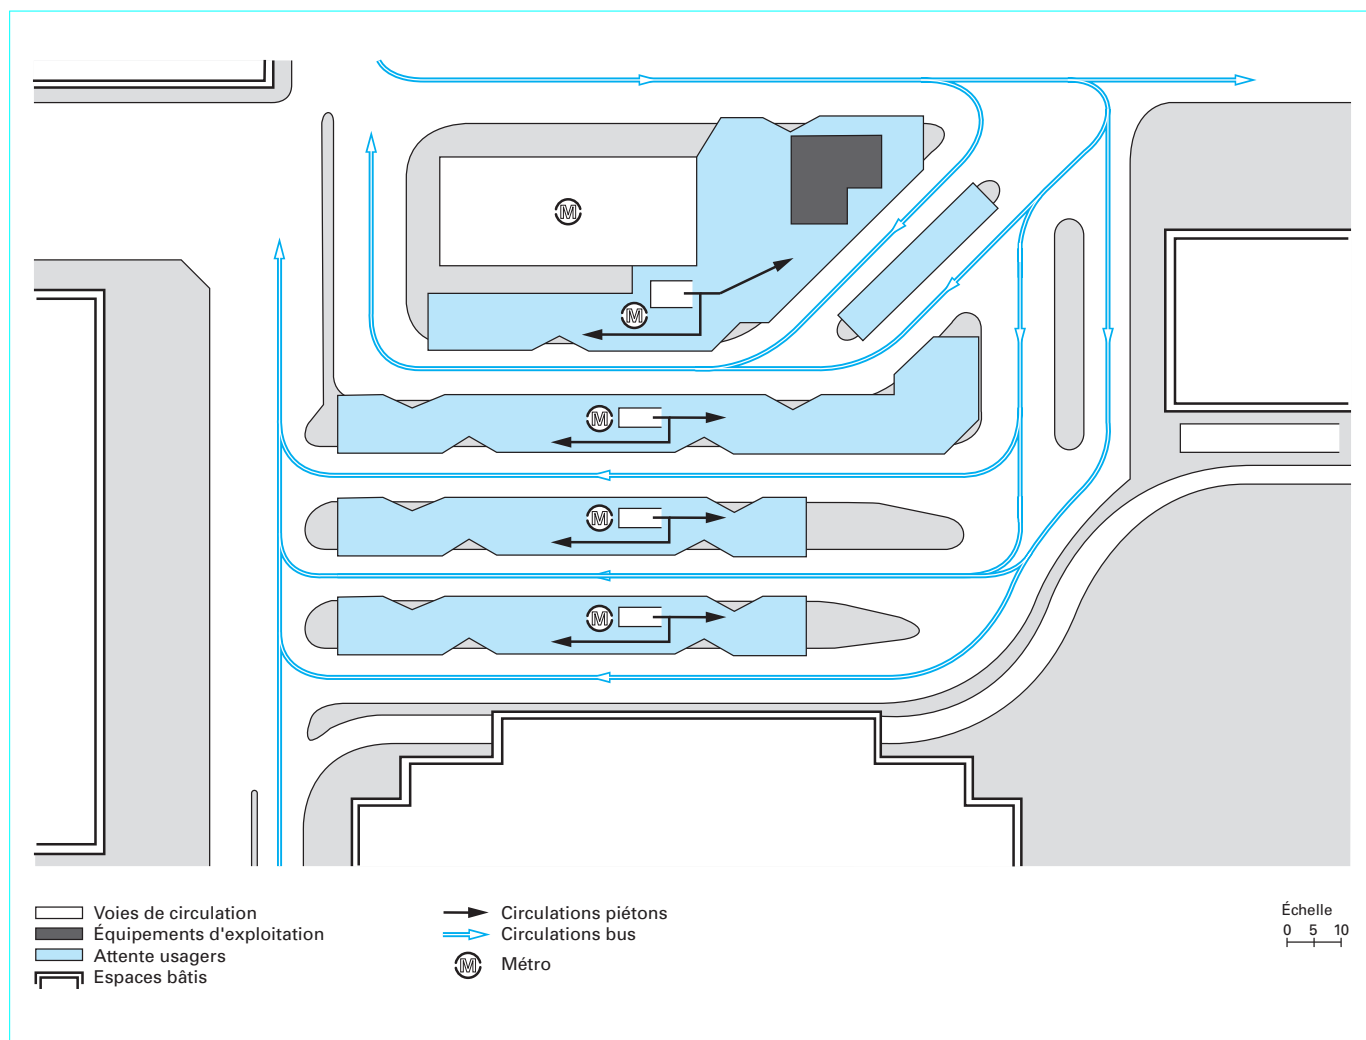 M
M
M
M
M
Voies de circulation
Équipements d'exploitation
Attente usagers
Espaces bâtis
Circulations piétons
Circulations bus
M
Métro
Échelle
0 5 10